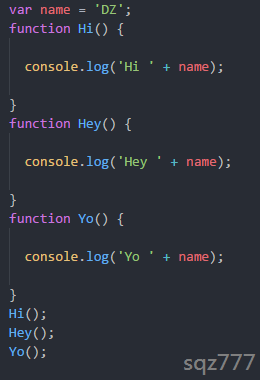 var name = 'DZ';
function Hi() {
console.log('Hi ' + name);
}
function Hey() {
console.log('Hey ' + name);
}
function Yo() {
console.log('Yo ' + name);
}
Hi();
Hey();
Yo();
sqz777